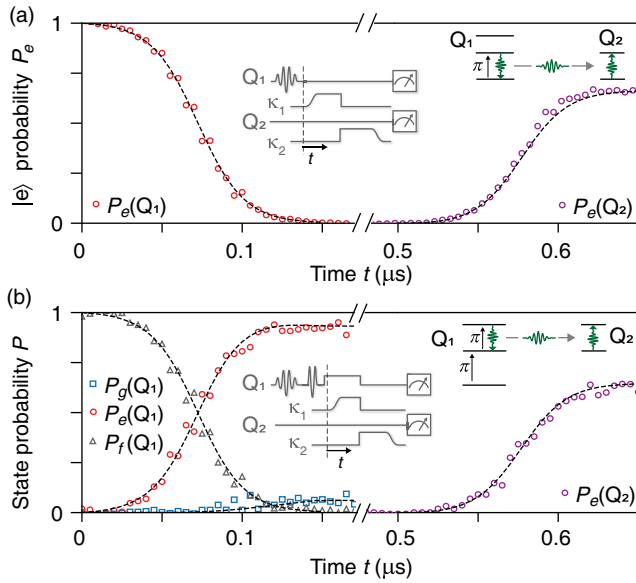 (a)
|e⟩ probability Pₑ
1
0
Q₁
κ₁
Q₂
κ₂
t
Q₁
Q₂
π
Pₑ(Q₁)
Pₑ(Q₂)
0 0.1 0.5 0.6
Time t (μs)
(b)
State probability P
1
0
Pg(Q₁)
Pₑ(Q₁)
Pf(Q₁)
Q₁
κ₁
Q₂
κ₂
t
Q₁
Q₂
π
π
Pₑ(Q₂)
0 0.1 0.5 0.6
Time t (μs)